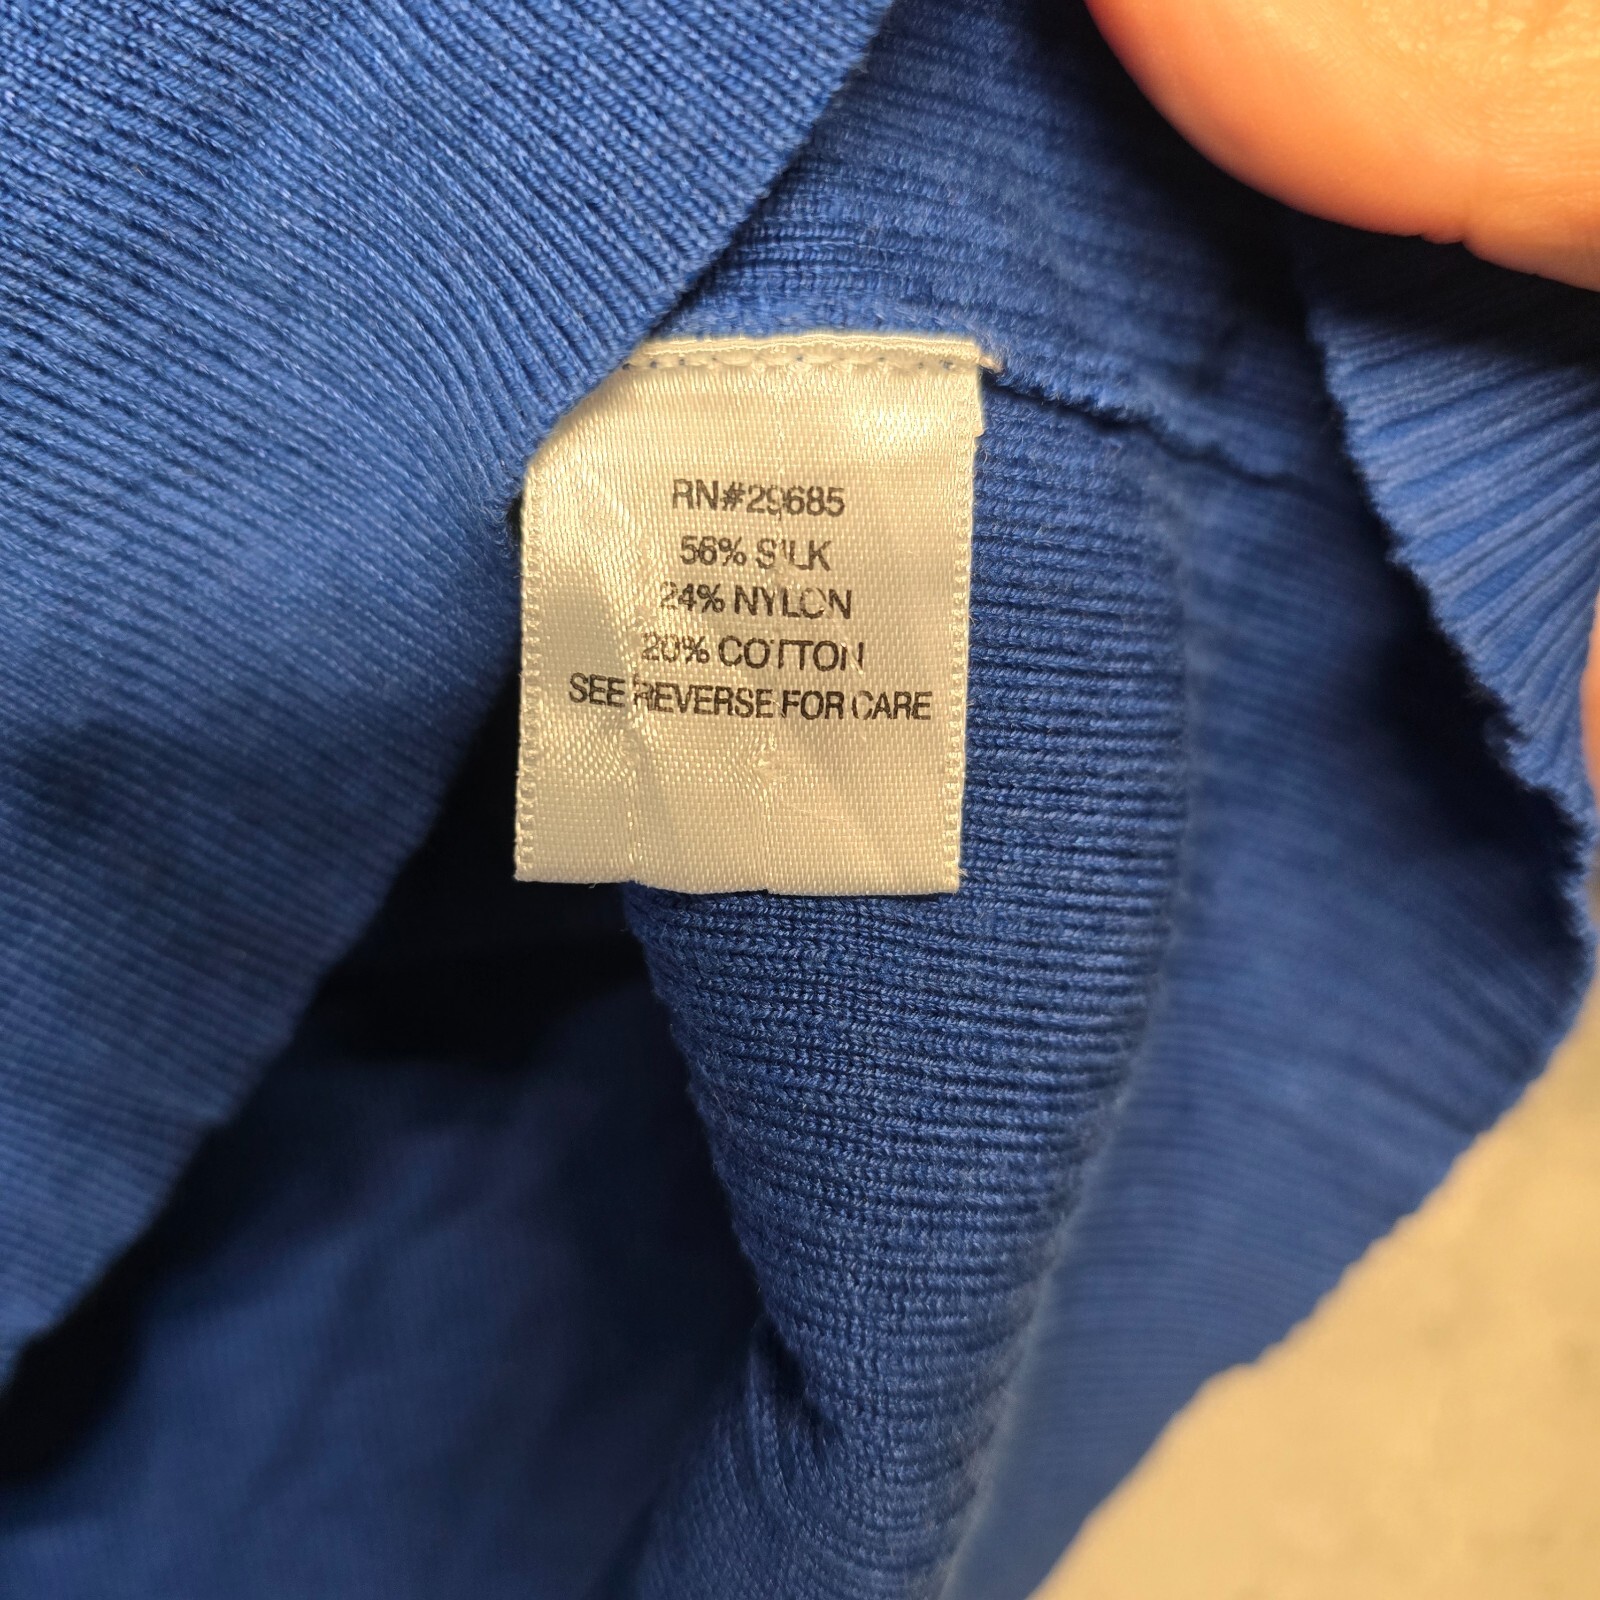 RN#29685
56% SILK
24% NYLON
20% COTTON
SEE REVERSE FOR CARE